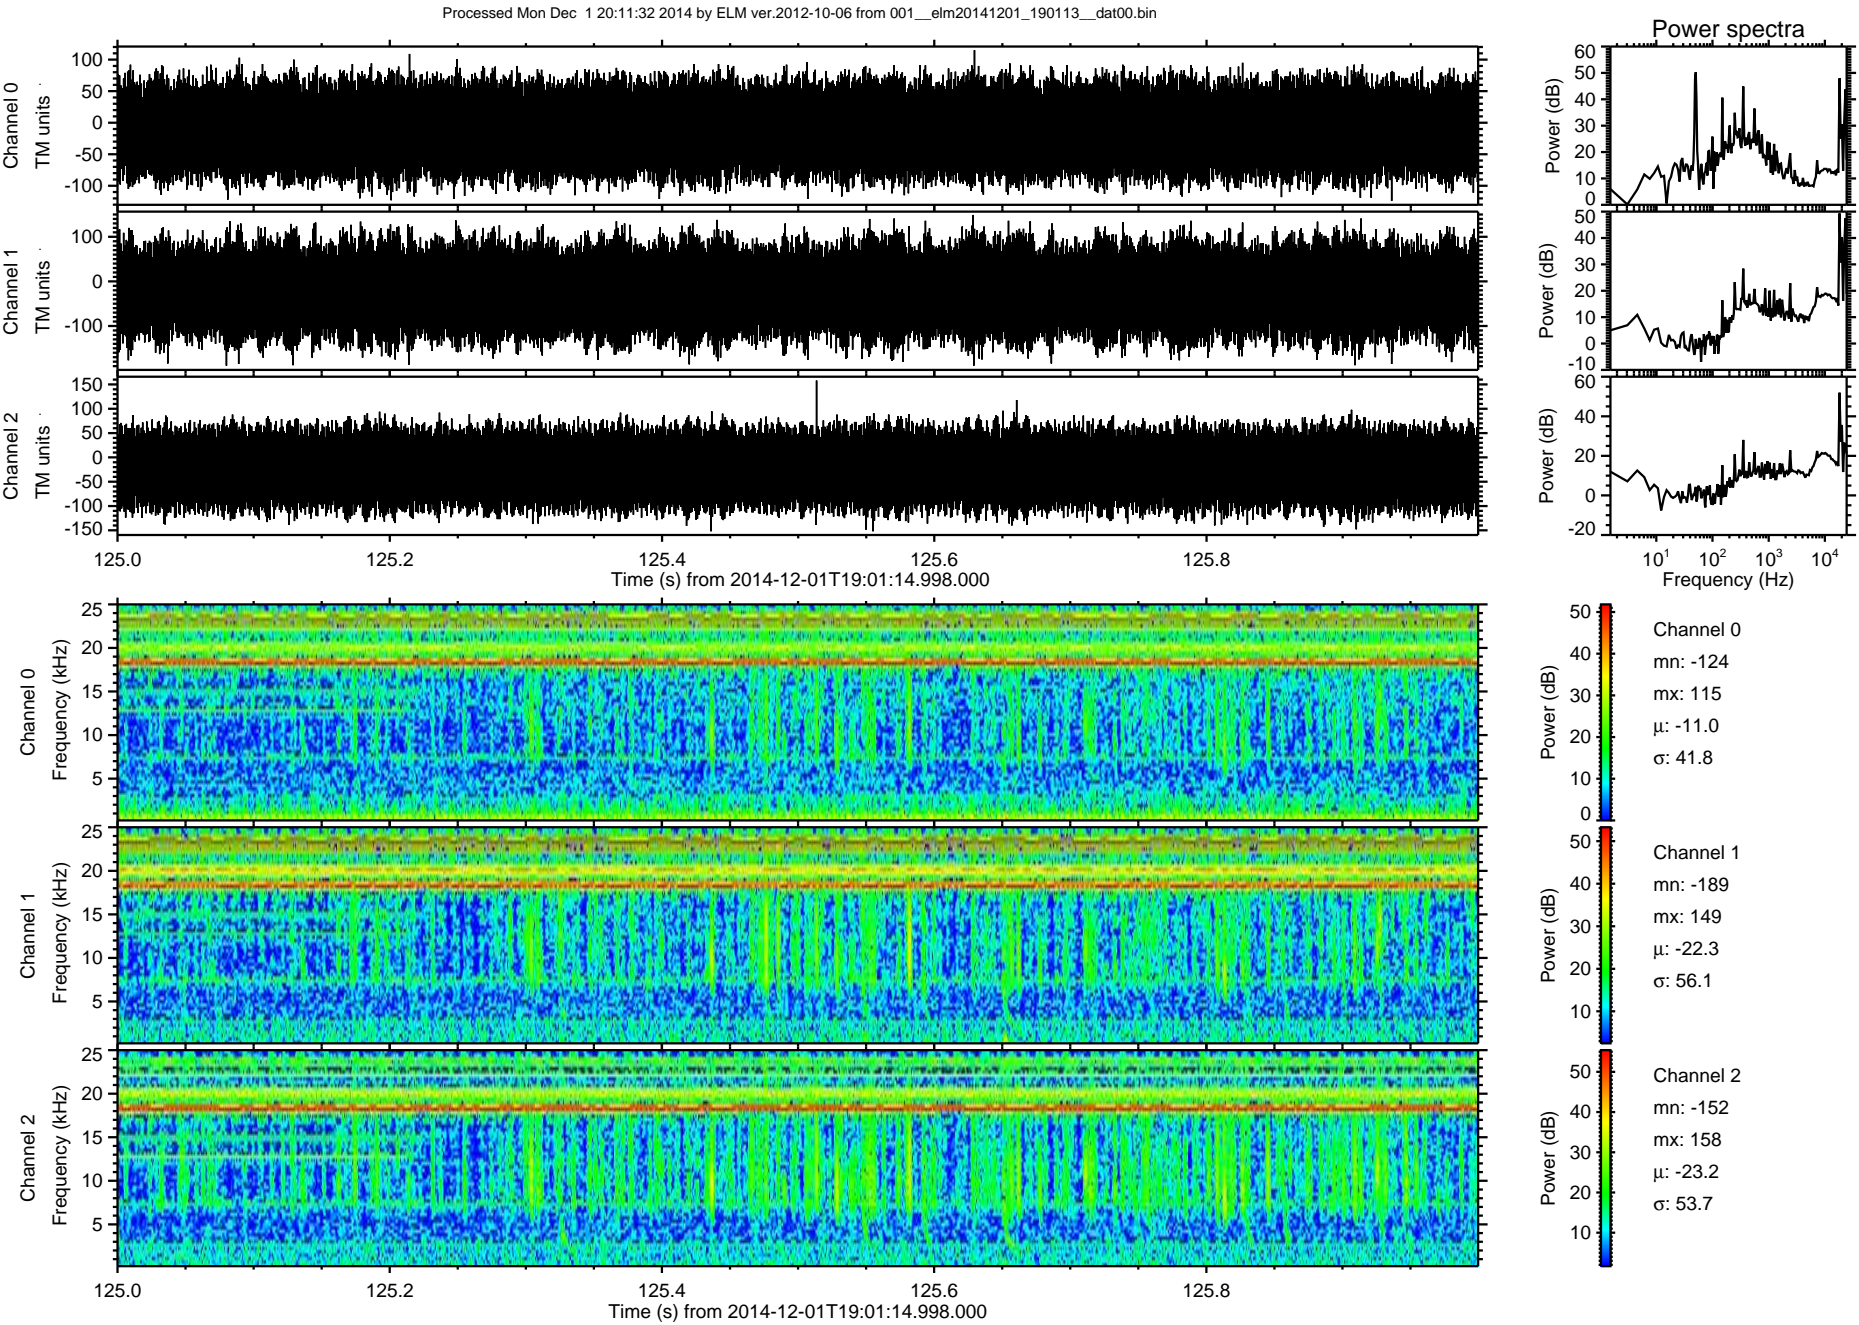 Processed Mon Dec  1 20:11:32 2014 by ELM ver.2012-10-06 from 001__elm20141201_190113__dat00.bin
Power spectra
Channel 0
TM units
100
50
0
-50
-100
Power (dB)
60
50
40
30
20
10
0
Channel 1
TM units
100
0
-100
Power (dB)
50
40
30
20
10
0
-10
Channel 2
TM units
150
100
50
0
-50
-100
-150
Power (dB)
60
40
20
0
-20
125.0 125.2 125.4 125.6 125.8
Time (s) from 2014-12-01T19:01:14.998.000
10^1 10^2 10^3 10^4
Frequency (Hz)
Channel 0
Frequency (kHz)
25
20
15
10
5
Power (dB)
50
40
30
20
10
0
Channel 0
mn: -124
mx: 115
μ: -11.0
σ: 41.8
Channel 1
Frequency (kHz)
25
20
15
10
5
Power (dB)
50
40
30
20
10
Channel 1
mn: -189
mx: 149
μ: -22.3
σ: 56.1
Channel 2
Frequency (kHz)
25
20
15
10
5
Power (dB)
50
40
30
20
10
Channel 2
mn: -152
mx: 158
μ: -23.2
σ: 53.7
125.0 125.2 125.4 125.6 125.8
Time (s) from 2014-12-01T19:01:14.998.000